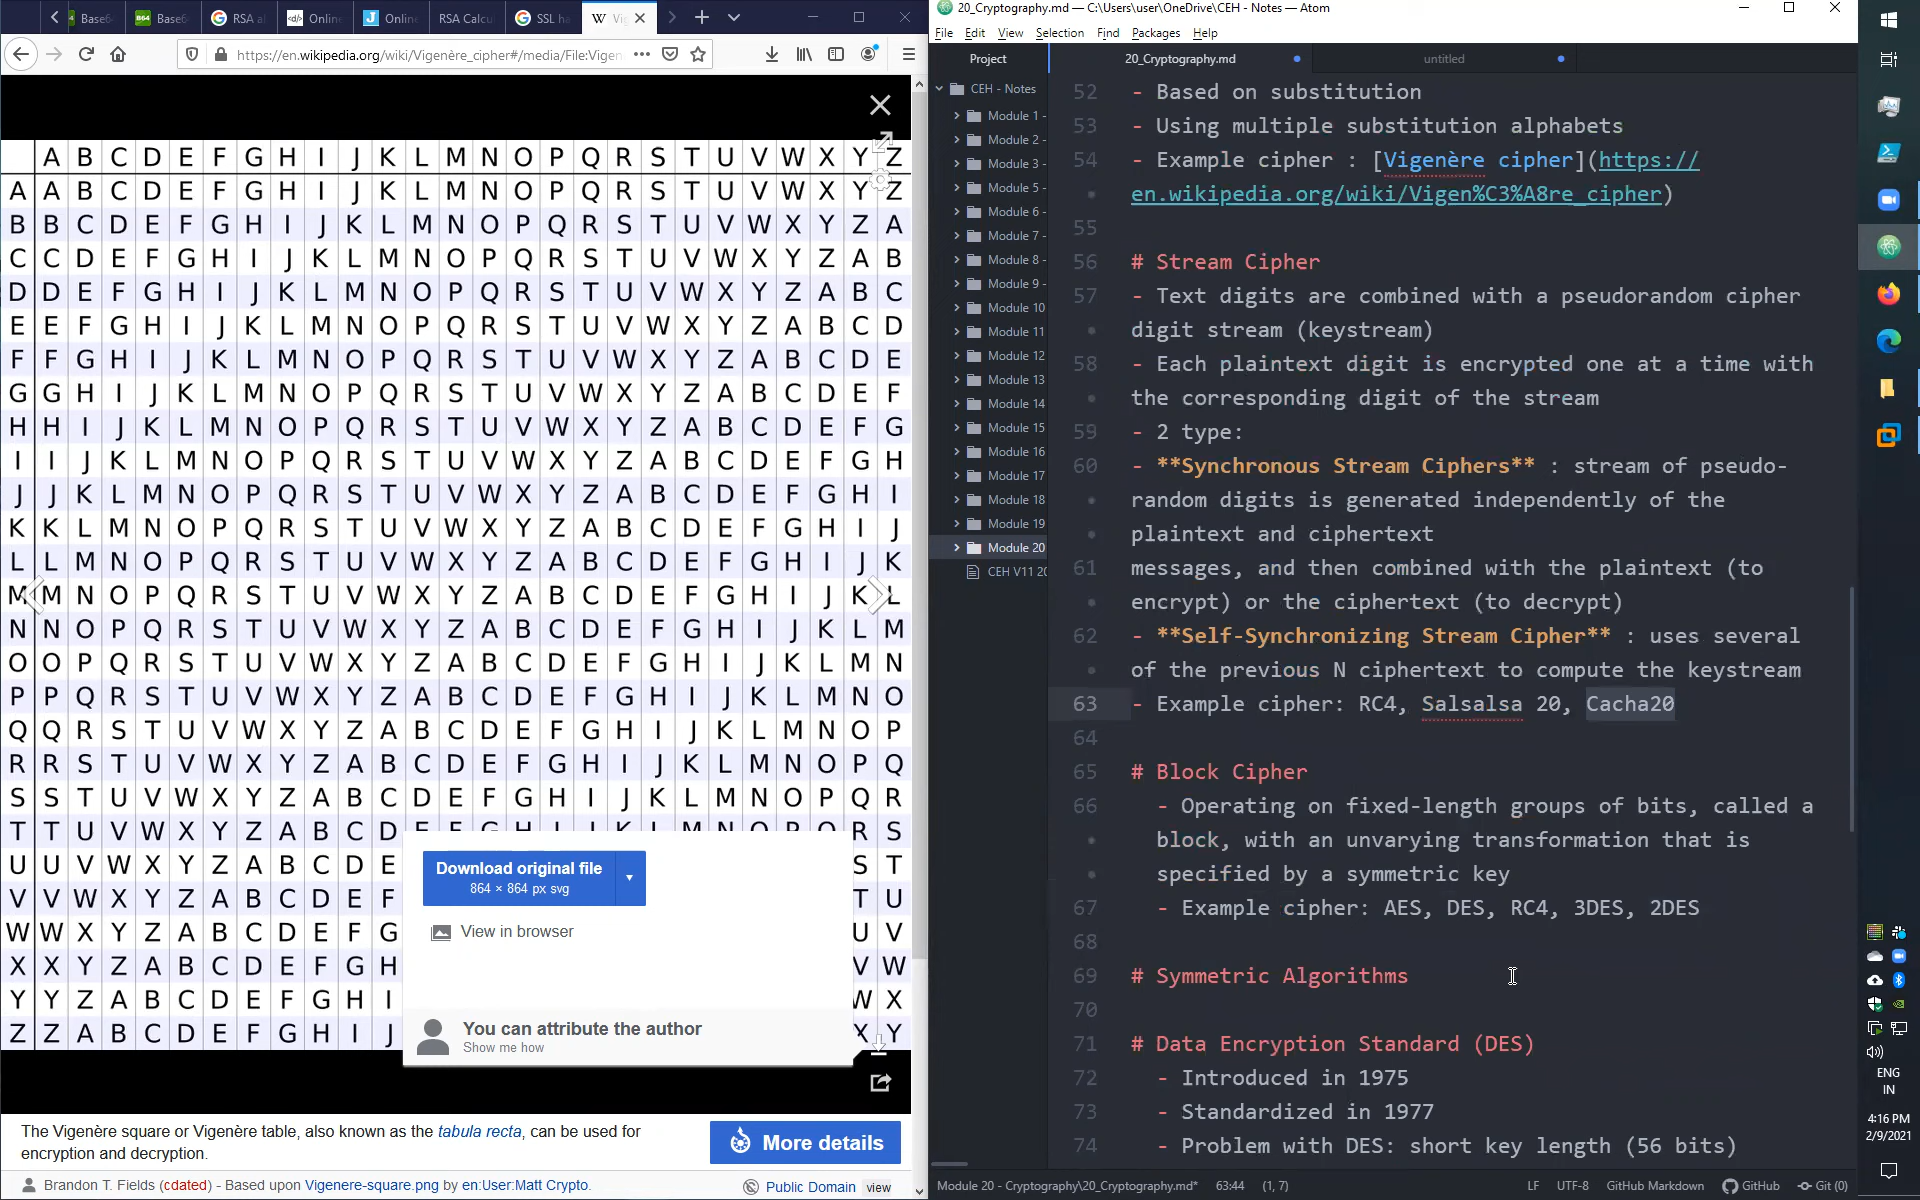 Base6
Base6
RSA al
Online
Online
RSA Calcu
SSL ha
Vig
https://en.wikipedia.org/wiki/Vigenère_cipher#/media/File:Vigen
A B C D E F G H I J K L M N O P Q R S T U V W X Y Z
A A B C D E F G H I J K L M N O P Q R S T U V W X Y Z
B B C D E F G H I J K L M N O P Q R S T U V W X Y Z A
C C D E F G H I J K L M N O P Q R S T U V W X Y Z A B
D D E F G H I J K L M N O P Q R S T U V W X Y Z A B C
E E F G H I J K L M N O P Q R S T U V W X Y Z A B C D
F F G H I J K L M N O P Q R S T U V W X Y Z A B C D E
G G H I J K L M N O P Q R S T U V W X Y Z A B C D E F
H H I J K L M N O P Q R S T U V W X Y Z A B C D E F G
I I J K L M N O P Q R S T U V W X Y Z A B C D E F G H
J J K L M N O P Q R S T U V W X Y Z A B C D E F G H I
K K L M N O P Q R S T U V W X Y Z A B C D E F G H I J
L L M N O P Q R S T U V W X Y Z A B C D E F G H I J K
M M N O P Q R S T U V W X Y Z A B C D E F G H I J K L
N N O P Q R S T U V W X Y Z A B C D E F G H I J K L M
O O P Q R S T U V W X Y Z A B C D E F G H I J K L M N
P P Q R S T U V W X Y Z A B C D E F G H I J K L M N O
Q Q R S T U V W X Y Z A B C D E F G H I J K L M N O P
R R S T U V W X Y Z A B C D E F G H I J K L M N O P Q
S S T U V W X Y Z A B C D E F G H I J K L M N O P Q R
T T U V W X Y Z A B C D E F G H I J K L M N O P Q R S
U U V W X Y Z A B C D E S T
V V W X Y Z A B C D E F T U
W W X Y Z A B C D E F G U V
X X Y Z A B C D E F G H V W
Y Y Z A B C D E F G H I W X
Z Z A B C D E F G H I J X Y
Download original file
864 × 864 px svg
View in browser
You can attribute the author
Show me how
The Vigenère square or Vigenère table, also known as the tabula recta, can be used for
encryption and decryption.
More details
Brandon T. Fields (cdated) - Based upon Vigenere-square.png by en:User:Matt Crypto.
Public Domain view
20_Cryptography.md — C:\Users\user\OneDrive\CEH - Notes — Atom
File Edit View Selection Find Packages Help
Project
20_Cryptography.md
untitled
CEH - Notes
Module 1 -
Module 2 -
Module 3 -
Module 5 -
Module 6 -
Module 7 -
Module 8 -
Module 9 -
Module 10
Module 11
Module 12
Module 13
Module 14
Module 15
Module 16
Module 17
Module 18
Module 19
Module 20
CEH V11 20
52 - Based on substitution
53 - Using multiple substitution alphabets
54 - Example cipher : [Vigenère cipher](https://
en.wikipedia.org/wiki/Vigen%C3%A8re_cipher)
55
56 # Stream Cipher
57 - Text digits are combined with a pseudorandom cipher
digit stream (keystream)
58 - Each plaintext digit is encrypted one at a time with
the corresponding digit of the stream
59 - 2 type:
60 - **Synchronous Stream Ciphers** : stream of pseudo-
random digits is generated independently of the
plaintext and ciphertext
61 messages, and then combined with the plaintext (to
encrypt) or the ciphertext (to decrypt)
62 - **Self-Synchronizing Stream Cipher** : uses several
of the previous N ciphertext to compute the keystream
63 - Example cipher: RC4, Salsalsa 20, Cacha20
64
65 # Block Cipher
66 - Operating on fixed-length groups of bits, called a
block, with an unvarying transformation that is
specified by a symmetric key
67 - Example cipher: AES, DES, RC4, 3DES, 2DES
68
69 # Symmetric Algorithms
70
71 # Data Encryption Standard (DES)
72 - Introduced in 1975
73 - Standardized in 1977
74 - Problem with DES: short key length (56 bits)
Module 20 - Cryptography\20_Cryptography.md* 63:44 (1, 7)
LF UTF-8 GitHub Markdown GitHub Git (0)
ENG
IN
4:16 PM
2/9/2021